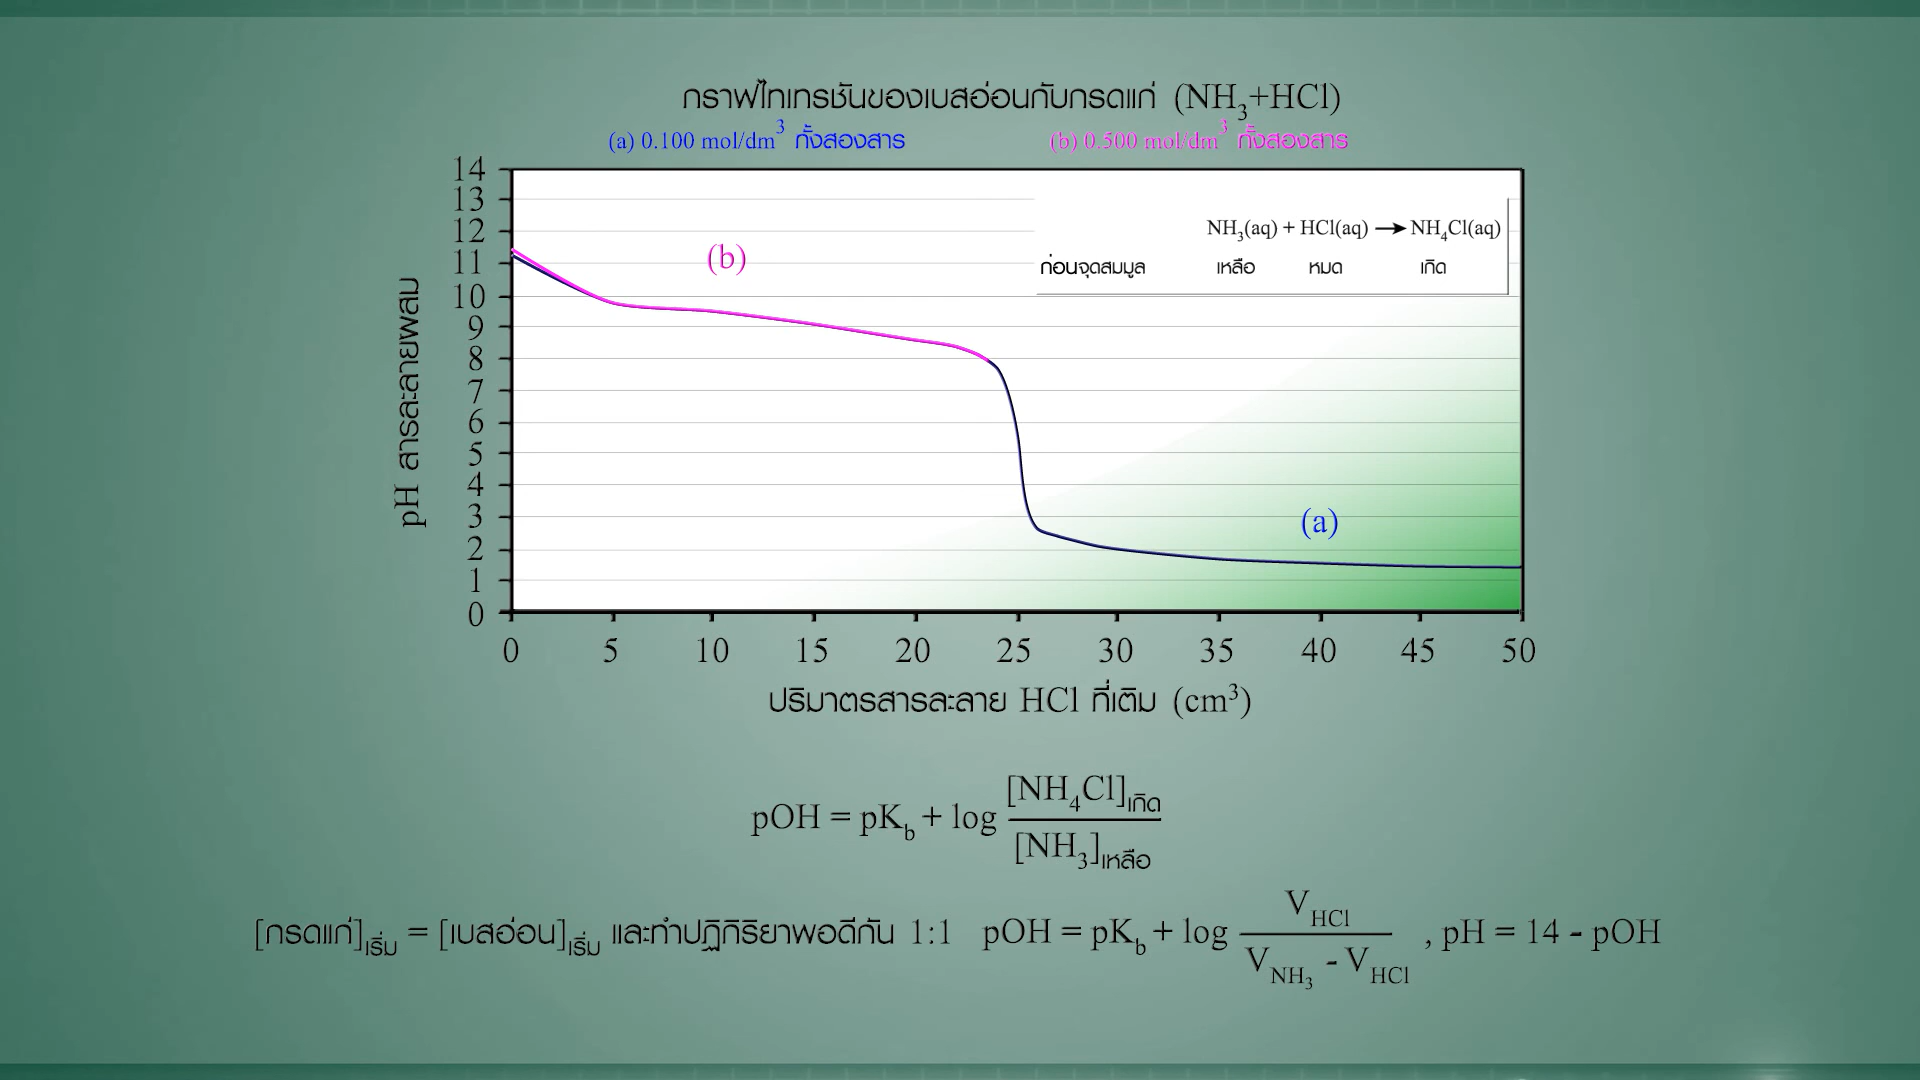 กราฟไทเทรชันของเบสอ่อนกับกรดแก่ (NH₃+HCl)
(a) 0.100 mol/dm³ ทั้งสองสาร (b) 0.500 mol/dm³ ทั้งสองสาร
14
13
12
11
10
9
8
7
6
5
4
3
2
1
0
pH สารละลายผสม
(b)
NH₃(aq) + HCl(aq) → NH₄Cl(aq)
ก่อนจุดสมมูล เหลือ หมด เกิด
(a)
0 5 10 15 20 25 30 35 40 45 50
ปริมาตรสารละลาย HCl ที่เติม (cm³)
pOH = pK_b + log [NH₄Cl]เกิด / [NH₃]เหลือ
[กรดแก่]เริ่ม = [เบสอ่อน]เริ่ม และทำปฏิกิริยาพอดีกัน 1:1 pOH = pK_b + log V_HCl / V_NH₃ - V_HCl , pH = 14 - pOH